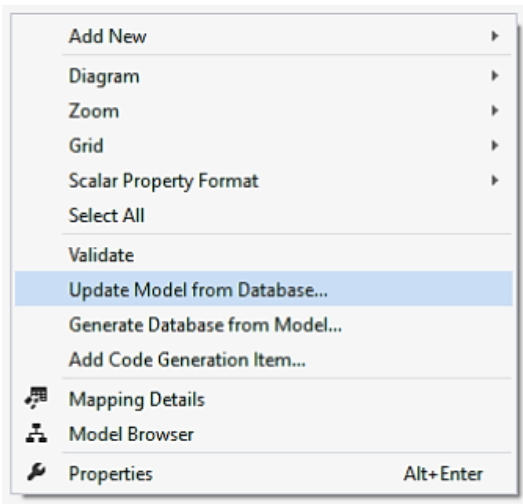 Add New
Diagram
Zoom
Grid
Scalar Property Format
Select All
Validate
Update Model from Database...
Generate Database from Model...
Add Code Generation Item...
Mapping Details
Model Browser
Properties Alt+Enter